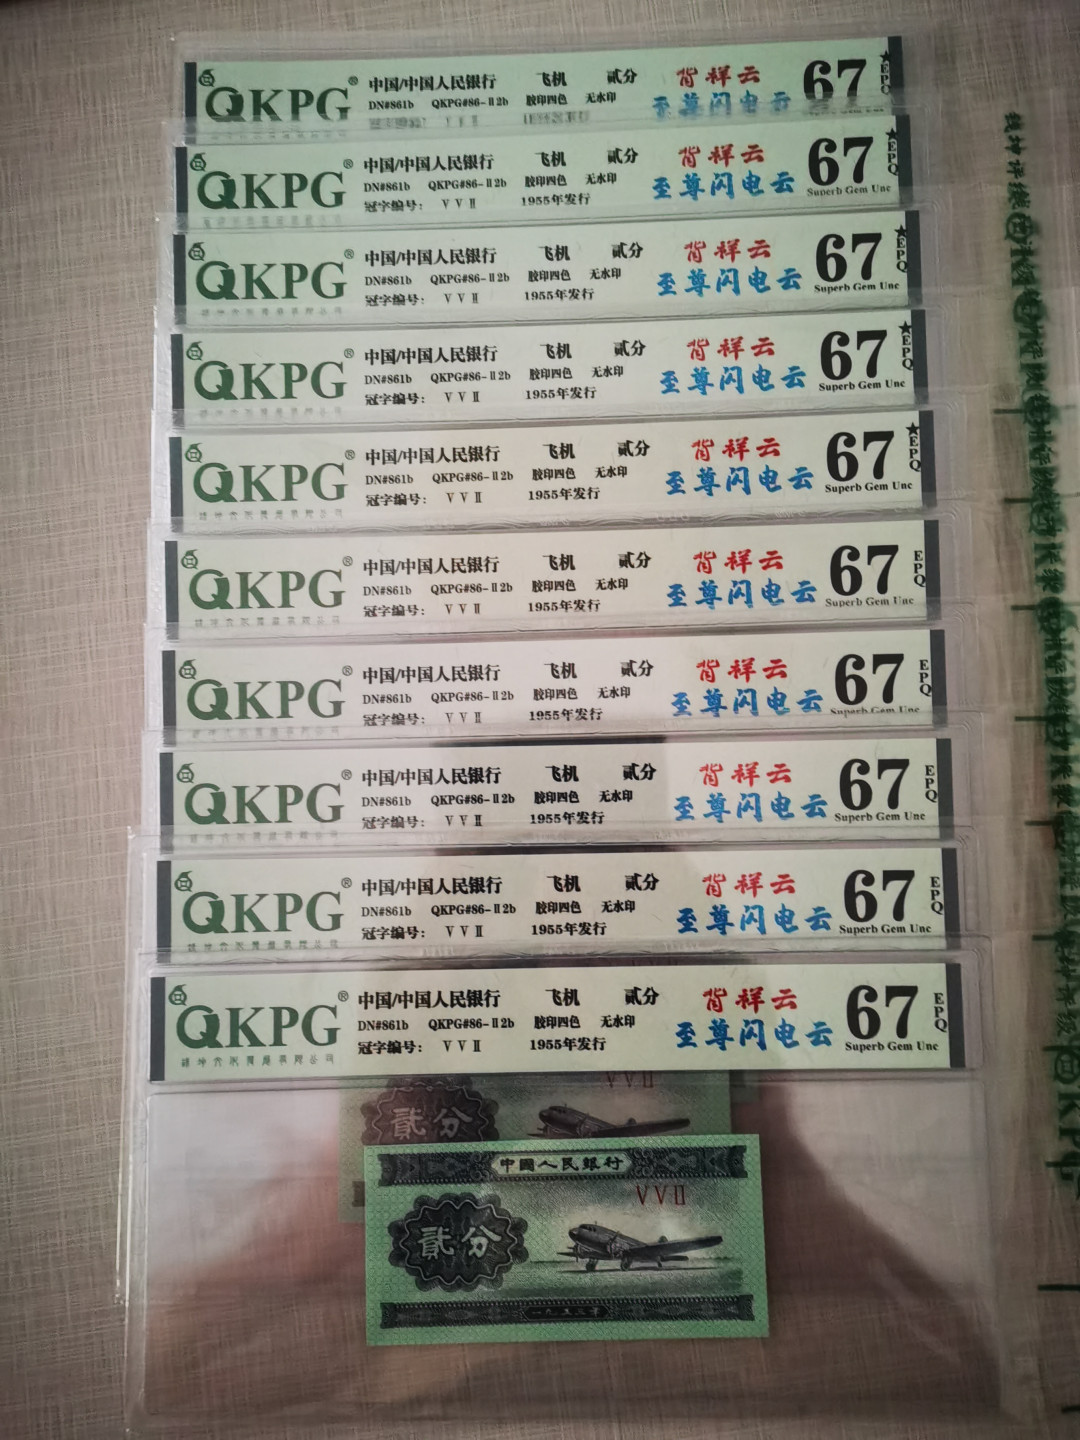 QKPG®
中国/中国人民银行 飞机 贰分
DN#861b QKPG#86-Ⅱ2b 胶印四色 无水印
背祥云
至尊闪电云
67
★EPQ
QKPG®
中国/中国人民银行 飞机 贰分
DN#861b QKPG#86-Ⅱ2b 胶印四色 无水印
冠字编号: ⅤⅤⅡ 1955年发行
背祥云
至尊闪电云
67
Superb Gem Unc
★EPQ
QKPG®
中国/中国人民银行 飞机 贰分
DN#861b QKPG#86-Ⅱ2b 胶印四色 无水印
冠字编号: ⅤⅤⅡ 1955年发行
背祥云
至尊闪电云
67
Superb Gem Unc
★EPQ
QKPG®
中国/中国人民银行 飞机 贰分
DN#861b QKPG#86-Ⅱ2b 胶印四色 无水印
冠字编号: ⅤⅤⅡ 1955年发行
背祥云
至尊闪电云
67
Superb Gem Unc
★EPQ
QKPG®
中国/中国人民银行 飞机 贰分
DN#861b QKPG#86-Ⅱ2b 胶印四色 无水印
冠字编号: ⅤⅤⅡ 1955年发行
背祥云
至尊闪电云
67
Superb Gem Unc
★EPQ
QKPG®
中国/中国人民银行 飞机 贰分
DN#861b QKPG#86-Ⅱ2b 胶印四色 无水印
冠字编号: ⅤⅤⅡ 1955年发行
背祥云
至尊闪电云
67
Superb Gem Unc
EPQ
QKPG®
中国/中国人民银行 飞机 贰分
DN#861b QKPG#86-Ⅱ2b 胶印四色 无水印
冠字编号: ⅤⅤⅡ 1955年发行
背祥云
至尊闪电云
67
Superb Gem Unc
EPQ
QKPG®
中国/中国人民银行 飞机 贰分
DN#861b QKPG#86-Ⅱ2b 胶印四色 无水印
冠字编号: ⅤⅤⅡ 1955年发行
背祥云
至尊闪电云
67
Superb Gem Unc
EPQ
QKPG®
中国/中国人民银行 飞机 贰分
DN#861b QKPG#86-Ⅱ2b 胶印四色 无水印
冠字编号: ⅤⅤⅡ 1955年发行
背祥云
至尊闪电云
67
Superb Gem Unc
EPQ
QKPG®
中国/中国人民银行 飞机 贰分
DN#861b QKPG#86-Ⅱ2b 胶印四色 无水印
冠字编号: ⅤⅤⅡ 1955年发行
背祥云
至尊闪电云
67
Superb Gem Unc
EPQ
ⅤⅤⅡ
贰分
中國人民銀行
ⅤⅤⅡ
贰分
一九五三年